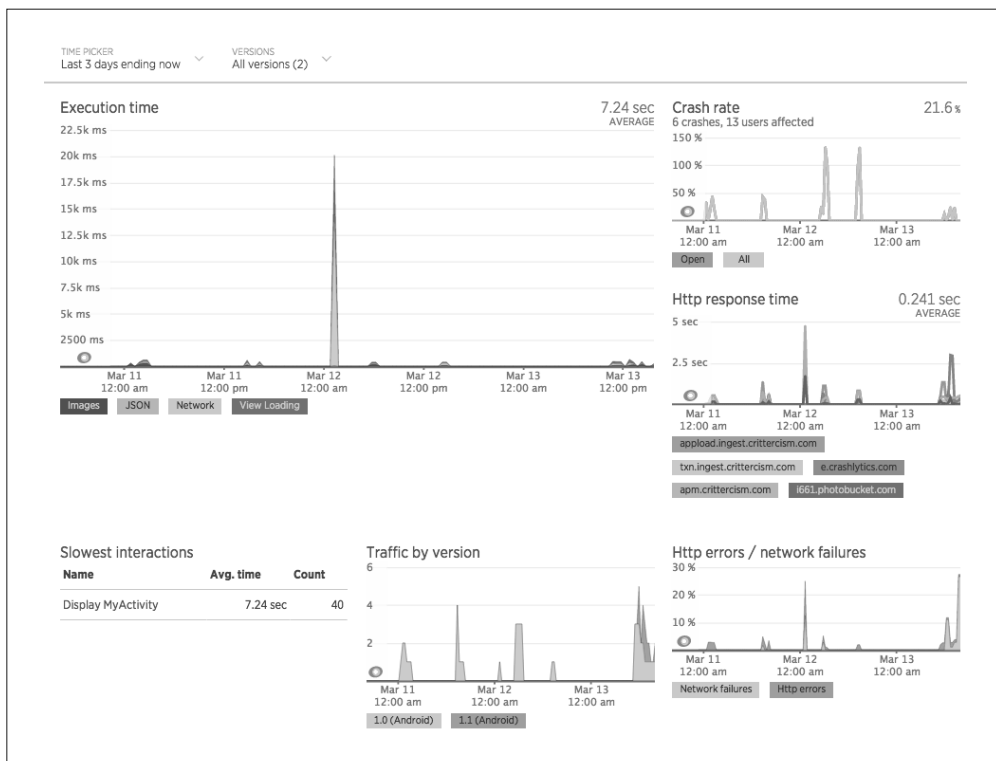 TIME PICKER
Last 3 days ending now
VERSIONS
All versions (2)
Execution time
7.24 sec
AVERAGE
22.5k ms
20k ms
17.5k ms
15k ms
12.5k ms
10k ms
7.5k ms
5k ms
2500 ms
Mar 11 Mar 11 Mar 12 Mar 12 Mar 13 Mar 13
12:00 am 12:00 pm 12:00 am 12:00 pm 12:00 am 12:00 pm
Images JSON Network View Loading
Crash rate
21.6 %
6 crashes, 13 users affected
150 %
100 %
50 %
Mar 11 Mar 12 Mar 13
12:00 am 12:00 am 12:00 am
Open All
Http response time
0.241 sec
AVERAGE
5 sec
2.5 sec
Mar 11 Mar 12 Mar 13
12:00 am 12:00 am 12:00 am
appload.ingest.crittercism.com
txn.ingest.crittercism.com e.crashlytics.com
apm.crittercism.com i661.photobucket.com
Slowest interactions
Name Avg. time Count
Display MyActivity 7.24 sec 40
Traffic by version
6
4
2
Mar 11 Mar 12 Mar 13
12:00 am 12:00 am 12:00 am
1.0 (Android) 1.1 (Android)
Http errors / network failures
30 %
20 %
10 %
Mar 11 Mar 12 Mar 13
12:00 am 12:00 am 12:00 am
Network failures Http errors